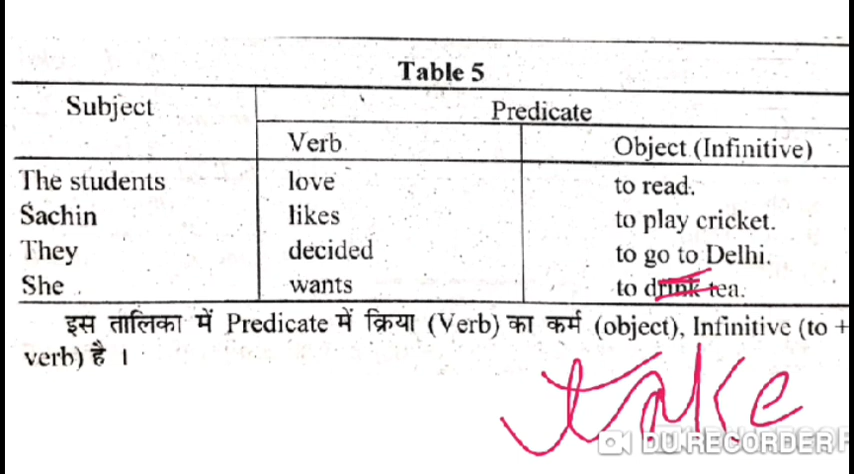 Table 5
Subject Predicate
Verb Object (Infinitive)
The students love to read.
Sachin likes to play cricket.
They decided to go to Delhi.
She wants to drink tea.
इस तालिका में Predicate में क्रिया (Verb) का कर्म (object), Infinitive (to +
verb) है ।
take
DU RECORDER